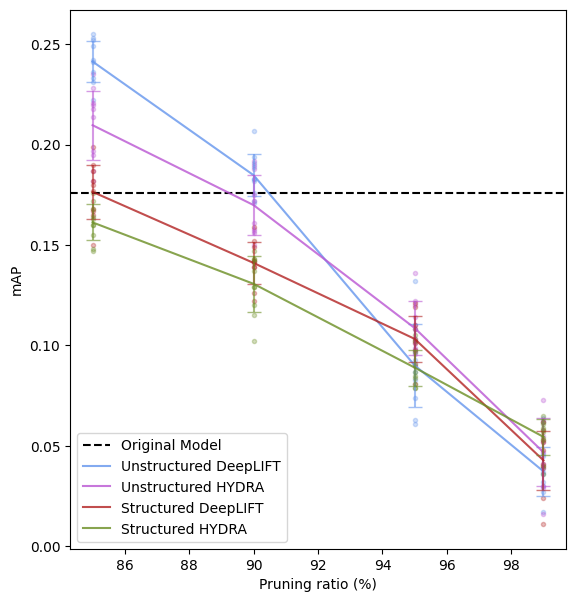 0.25
0.20
0.15
0.10
0.05
0.00
mAP
Original Model
Unstructured DeepLIFT
Unstructured HYDRA
Structured DeepLIFT
Structured HYDRA
86 88 90 92 94 96 98
Pruning ratio (%)